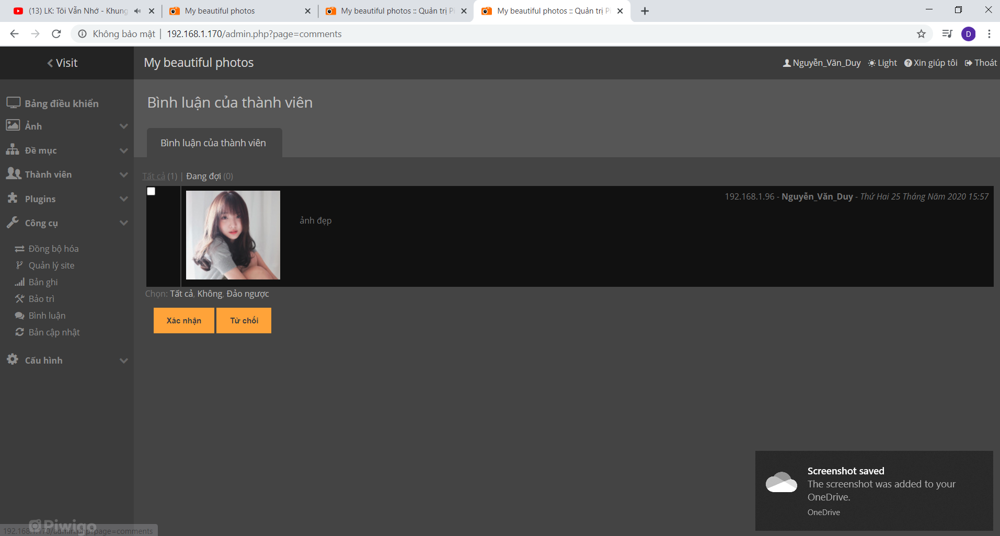 (13) LK: Tôi Vẫn Nhớ - Khung
My beautiful photos
My beautiful photos :: Quản trị Pi
My beautiful photos :: Quản trị Pi
Không bảo mật | 192.168.1.170/admin.php?page=comments
D
Visit
My beautiful photos
Nguyễn_Văn_Duy
Light
Xin giúp tôi
Thoát
Bảng điều khiển
Ảnh
Đề mục
Thành viên
Plugins
Công cụ
Đồng bộ hóa
Quản lý site
Bản ghi
Bảo trì
Bình luận
Bản cập nhật
Cấu hình
Bình luận của thành viên
Bình luận của thành viên
Tất cả (1) | Đang đợi (0)
192.168.1.96 - Nguyễn_Văn_Duy - Thứ Hai 25 Tháng Năm 2020 15:57
ảnh đẹp
Chọn: Tất cả, Không, Đảo ngược
Xác nhận
Từ chối
Screenshot saved
The screenshot was added to your
OneDrive.
OneDrive
Piwigo
192.168.1.170/admin.php?page=comments